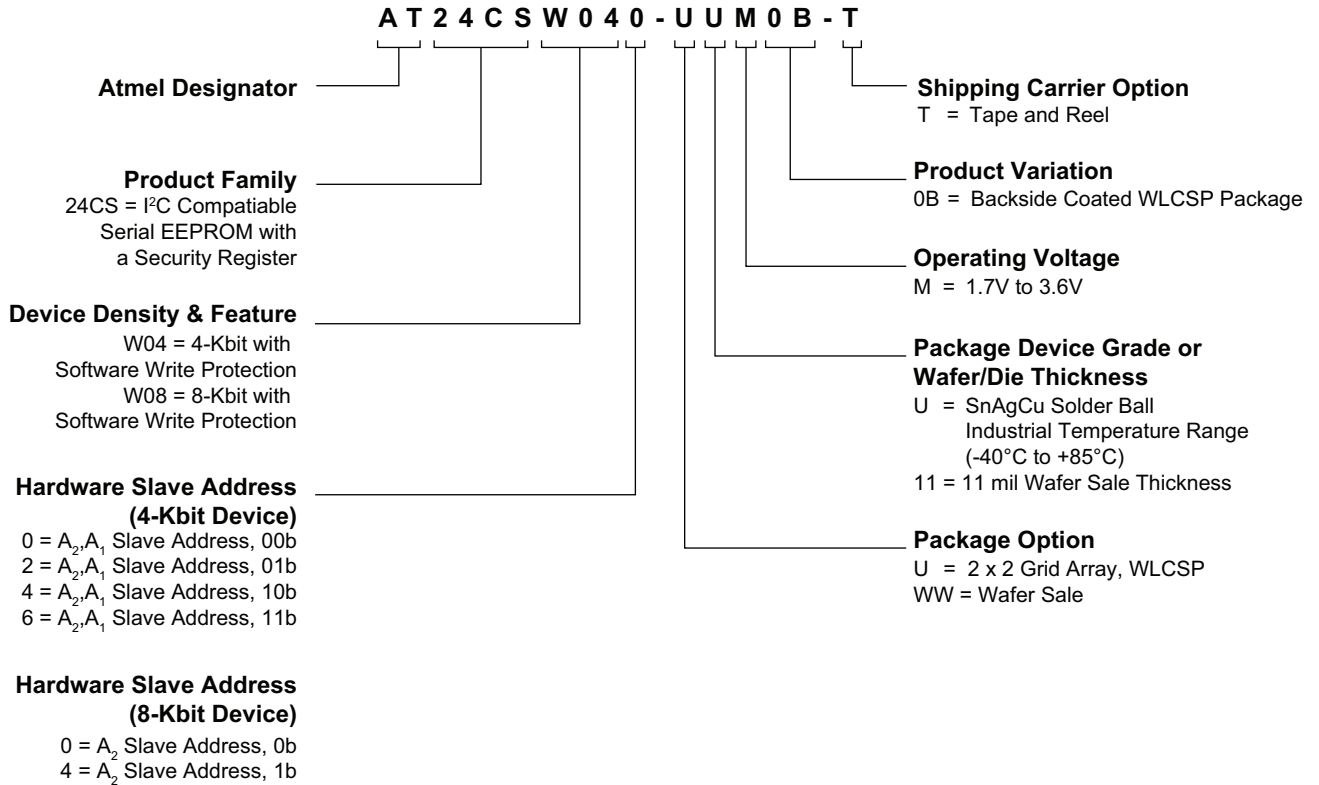 AT24CSW040-UUM0B-T
Atmel Designator
Product Family
24CS = I²C Compatiable
Serial EEPROM with
a Security Register
Device Density & Feature
W04 = 4-Kbit with
Software Write Protection
W08 = 8-Kbit with
Software Write Protection
Hardware Slave Address
(4-Kbit Device)
0 = A₂,A₁ Slave Address, 00b
2 = A₂,A₁ Slave Address, 01b
4 = A₂,A₁ Slave Address, 10b
6 = A₂,A₁ Slave Address, 11b
Hardware Slave Address
(8-Kbit Device)
0 = A₂ Slave Address, 0b
4 = A₂ Slave Address, 1b
Shipping Carrier Option
T = Tape and Reel
Product Variation
0B = Backside Coated WLCSP Package
Operating Voltage
M = 1.7V to 3.6V
Package Device Grade or
Wafer/Die Thickness
U = SnAgCu Solder Ball
Industrial Temperature Range
(-40°C to +85°C)
11 = 11 mil Wafer Sale Thickness
Package Option
U = 2 x 2 Grid Array, WLCSP
WW = Wafer Sale